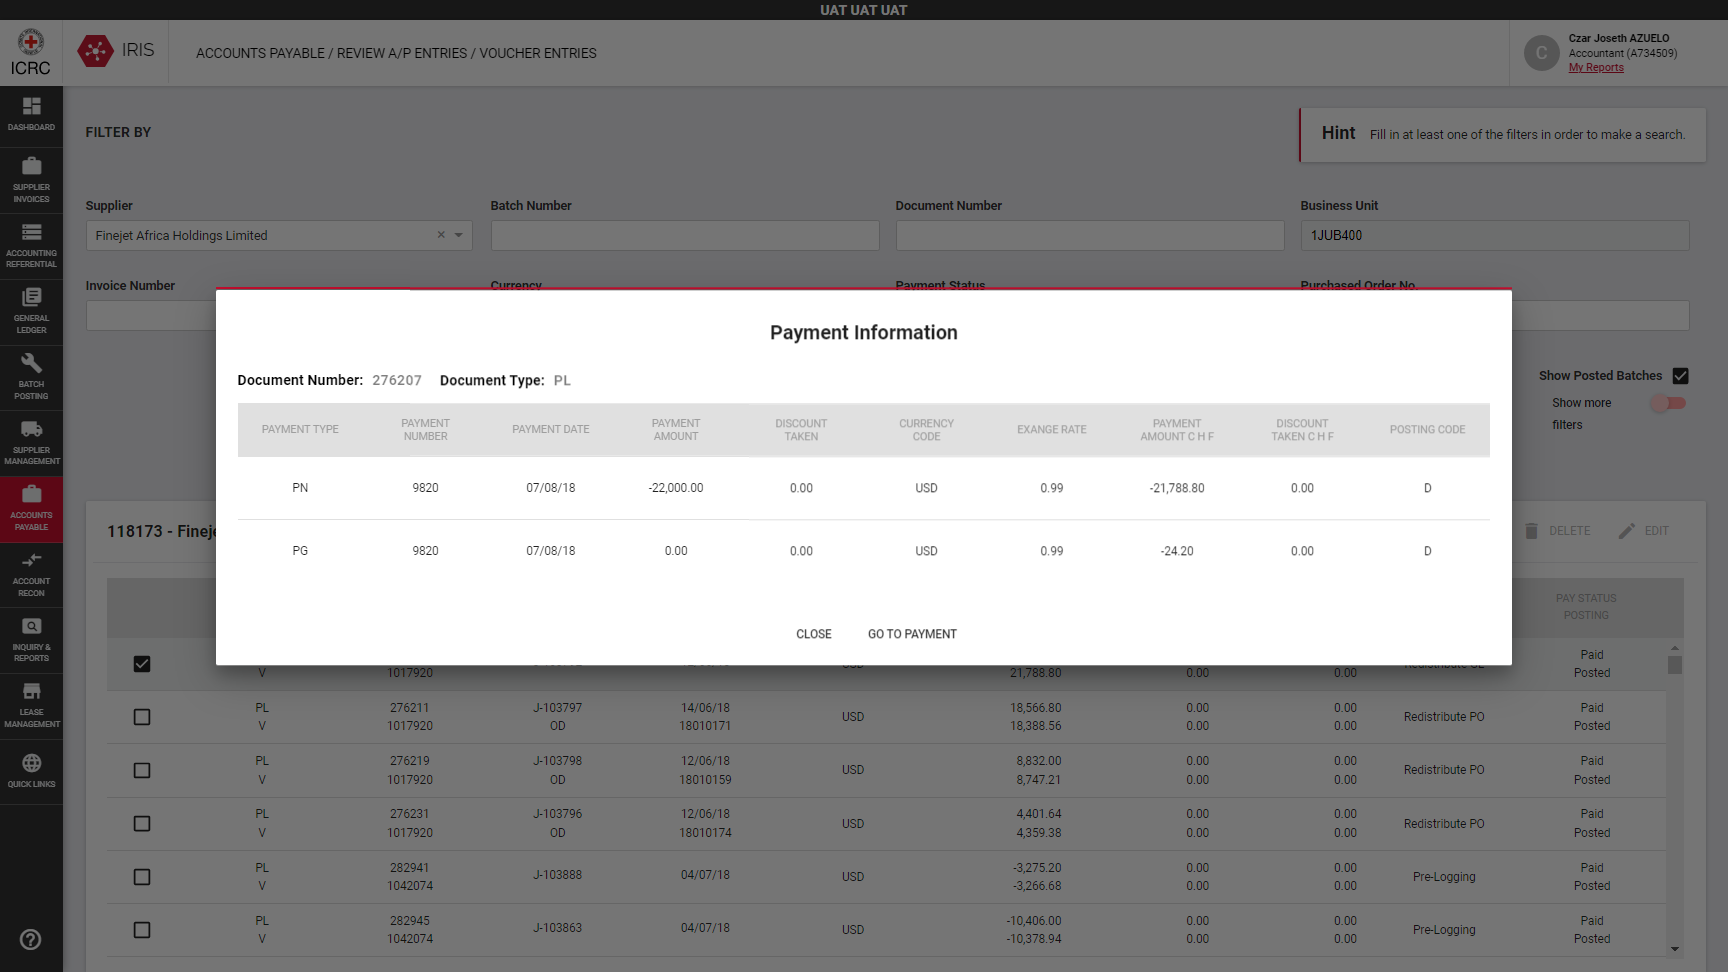 UAT UAT UAT
ICRC
IRIS
ACCOUNTS PAYABLE / REVIEW A/P ENTRIES / VOUCHER ENTRIES
C
Czar Joseth AZUELO
Accountant (A734509)
My Reports
DASHBOARD
SUPPLIER
INVOICES
ACCOUNTING
REFERENTIAL
GENERAL
LEDGER
BATCH
POSTING
SUPPLIER
MANAGEMENT
ACCOUNTS
PAYABLE
ACCOUNT
RECON
INQUIRY &
REPORTS
LEASE
MANAGEMENT
QUICK LINKS
FILTER BY
Hint Fill in at least one of the filters in order to make a search.
Supplier Batch Number Document Number Business Unit
Finejet Africa Holdings Limited 1JUB400
Invoice Number Currency Payment Status Purchased Order No.
Show Posted Batches
Show more
filters
Payment Information
Document Number: 276207 Document Type: PL
PAYMENT TYPE PAYMENT NUMBER PAYMENT DATE PAYMENT AMOUNT DISCOUNT TAKEN CURRENCY CODE EXANGE RATE PAYMENT AMOUNT C H F DISCOUNT TAKEN C H F POSTING CODE
PN 9820 07/08/18 -22,000.00 0.00 USD 0.99 -21,788.80 0.00 D
PG 9820 07/08/18 0.00 0.00 USD 0.99 -24.20 0.00 D
CLOSE GO TO PAYMENT
118173 - Fineje
DELETE EDIT
PAY STATUS
POSTING
Paid
V 1017920 21,788.80 0.00 Posted
PL 276211 J-103797 14/06/18 18,566.80 0.00 0.00 Paid
USD Redistribute PO
V 1017920 OD 18010171 18,388.56 0.00 0.00 Posted
PL 276219 J-103798 12/06/18 8,832.00 0.00 0.00 Paid
USD Redistribute PO
V 1017920 OD 18010159 8,747.21 0.00 0.00 Posted
PL 276231 J-103796 12/06/18 4,401.64 0.00 0.00 Paid
USD Redistribute PO
V 1017920 OD 18010174 4,359.38 0.00 0.00 Posted
PL 282941 -3,275.20 0.00 0.00 Paid
J-103888 04/07/18 USD Pre-Logging
V 1042074 -3,266.68 0.00 0.00 Posted
PL 282945 -10,406.00 0.00 0.00 Paid
J-103863 04/07/18 USD Pre-Logging
V 1042074 -10,378.94 0.00 0.00 Posted